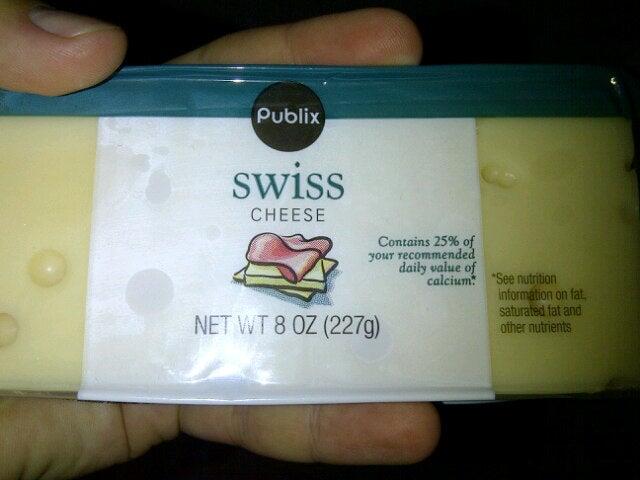 Publix
swiss
CHEESE
Contains 25% of
your recommended
daily value of
calcium.*
NET WT 8 OZ (227g)
*See nutrition
information on fat,
saturated fat and
other nutrients